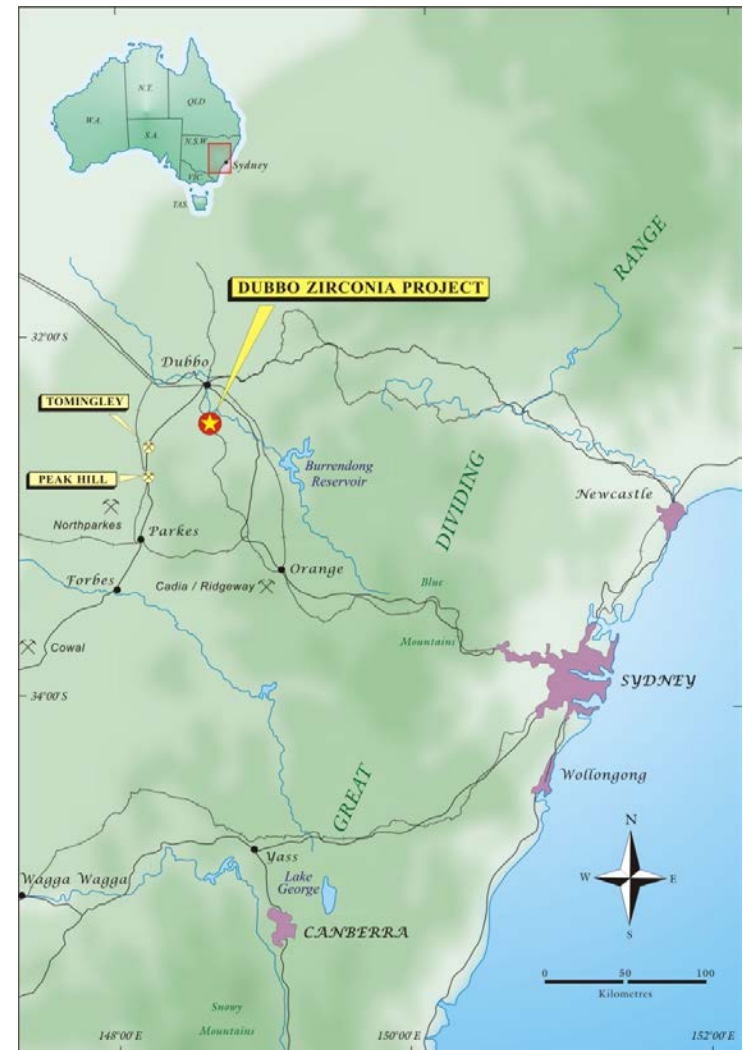 N.T.
QLD
W.A.
S.A.
N.S.W.
Sydney
VIC
TAS.
RANGE
DUBBO ZIRCONIA PROJECT
32°00'S
Dubbo
TOMINGLEY
PEAK HILL
Burrendong
Reservoir
DIVIDING
Newcastle
Northparkes
Parkes
Orange
Forbes
Cadia / Ridgeway
Blue
Mountains
Cowal
SYDNEY
34°00'S
Wollongong
GREAT
Yass
Wagga Wagga
Lake
George
CANBERRA
N
W
E
S
0 50 100
Kilometres
Snowy
Mountains
148°00'E
150°00'E
152°00'E